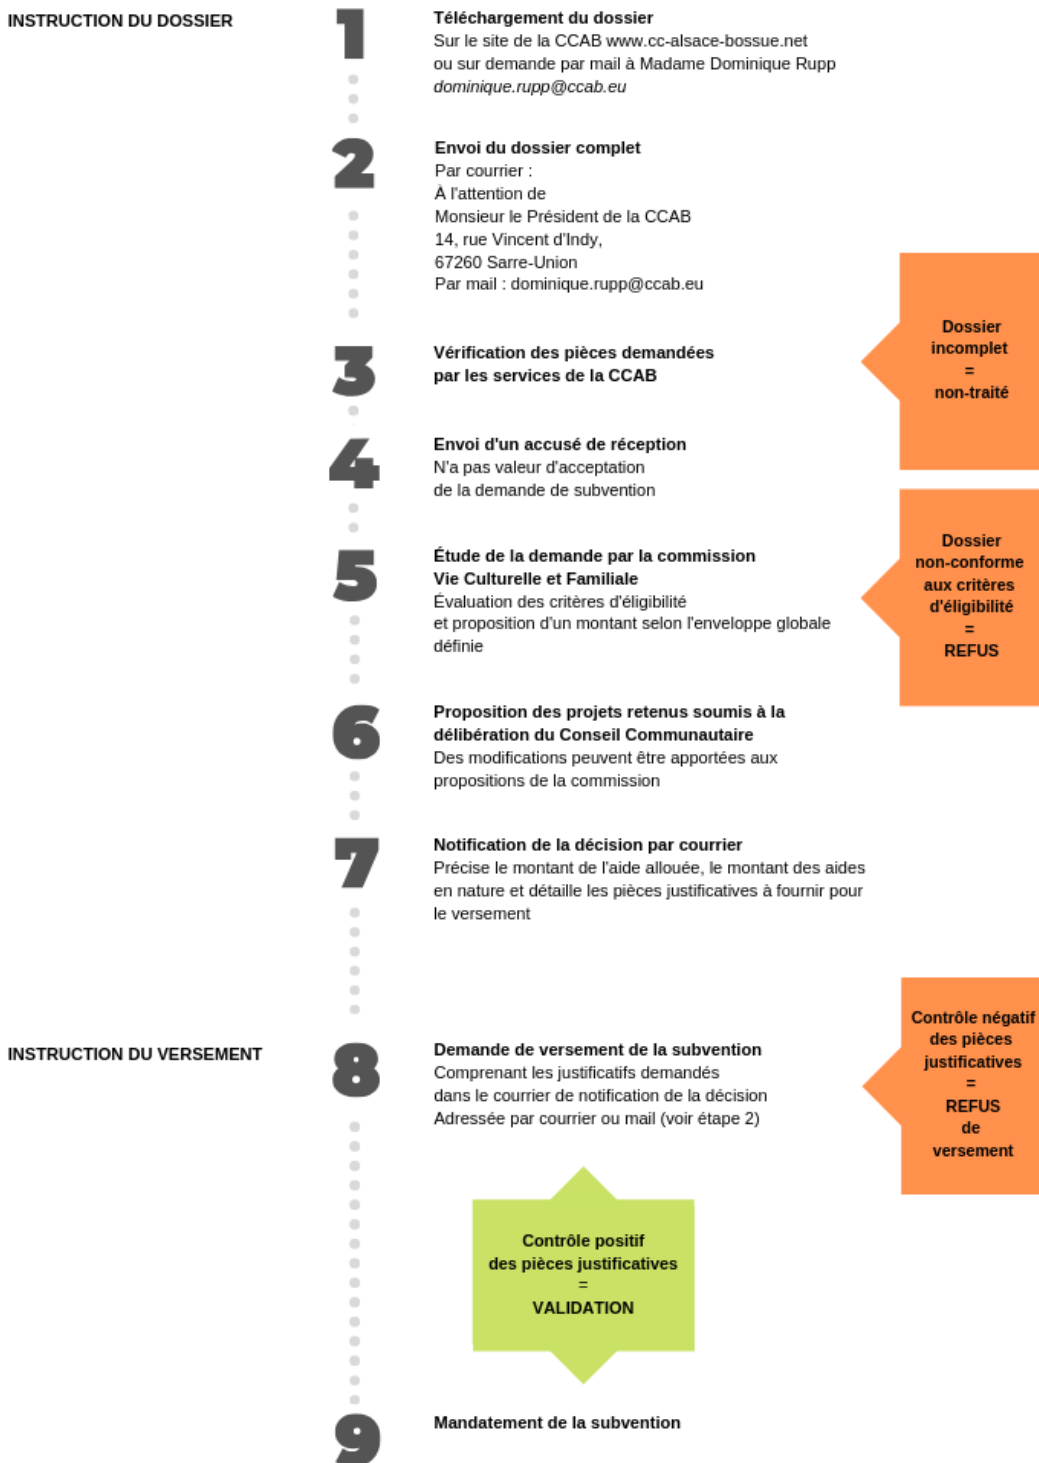 INSTRUCTION DU DOSSIER
1
Téléchargement du dossier
Sur le site de la CCAB www.cc-alsace-bossue.net
ou sur demande par mail à Madame Dominique Rupp
dominique.rupp@ccab.eu
2
Envoi du dossier complet
Par courrier :
À l'attention de
Monsieur le Président de la CCAB
14, rue Vincent d'Indy,
67260 Sarre-Union
Par mail : dominique.rupp@ccab.eu
3
Vérification des pièces demandées
par les services de la CCAB
Dossier
incomplet
=
non-traité
4
Envoi d'un accusé de réception
N'a pas valeur d'acceptation
de la demande de subvention
5
Étude de la demande par la commission
Vie Culturelle et Familiale
Évaluation des critères d'éligibilité
et proposition d'un montant selon l'enveloppe globale
définie
Dossier
non-conforme
aux critères
d'éligibilité
=
REFUS
6
Proposition des projets retenus soumis à la
délibération du Conseil Communautaire
Des modifications peuvent être apportées aux
propositions de la commission
7
Notification de la décision par courrier
Précise le montant de l'aide allouée, le montant des aides
en nature et détaille les pièces justificatives à fournir pour
le versement
INSTRUCTION DU VERSEMENT
8
Demande de versement de la subvention
Comprenant les justificatifs demandés
dans le courrier de notification de la décision
Adressée par courrier ou mail (voir étape 2)
Contrôle négatif
des pièces
justificatives
=
REFUS
de
versement
Contrôle positif
des pièces justificatives
=
VALIDATION
9
Mandatement de la subvention